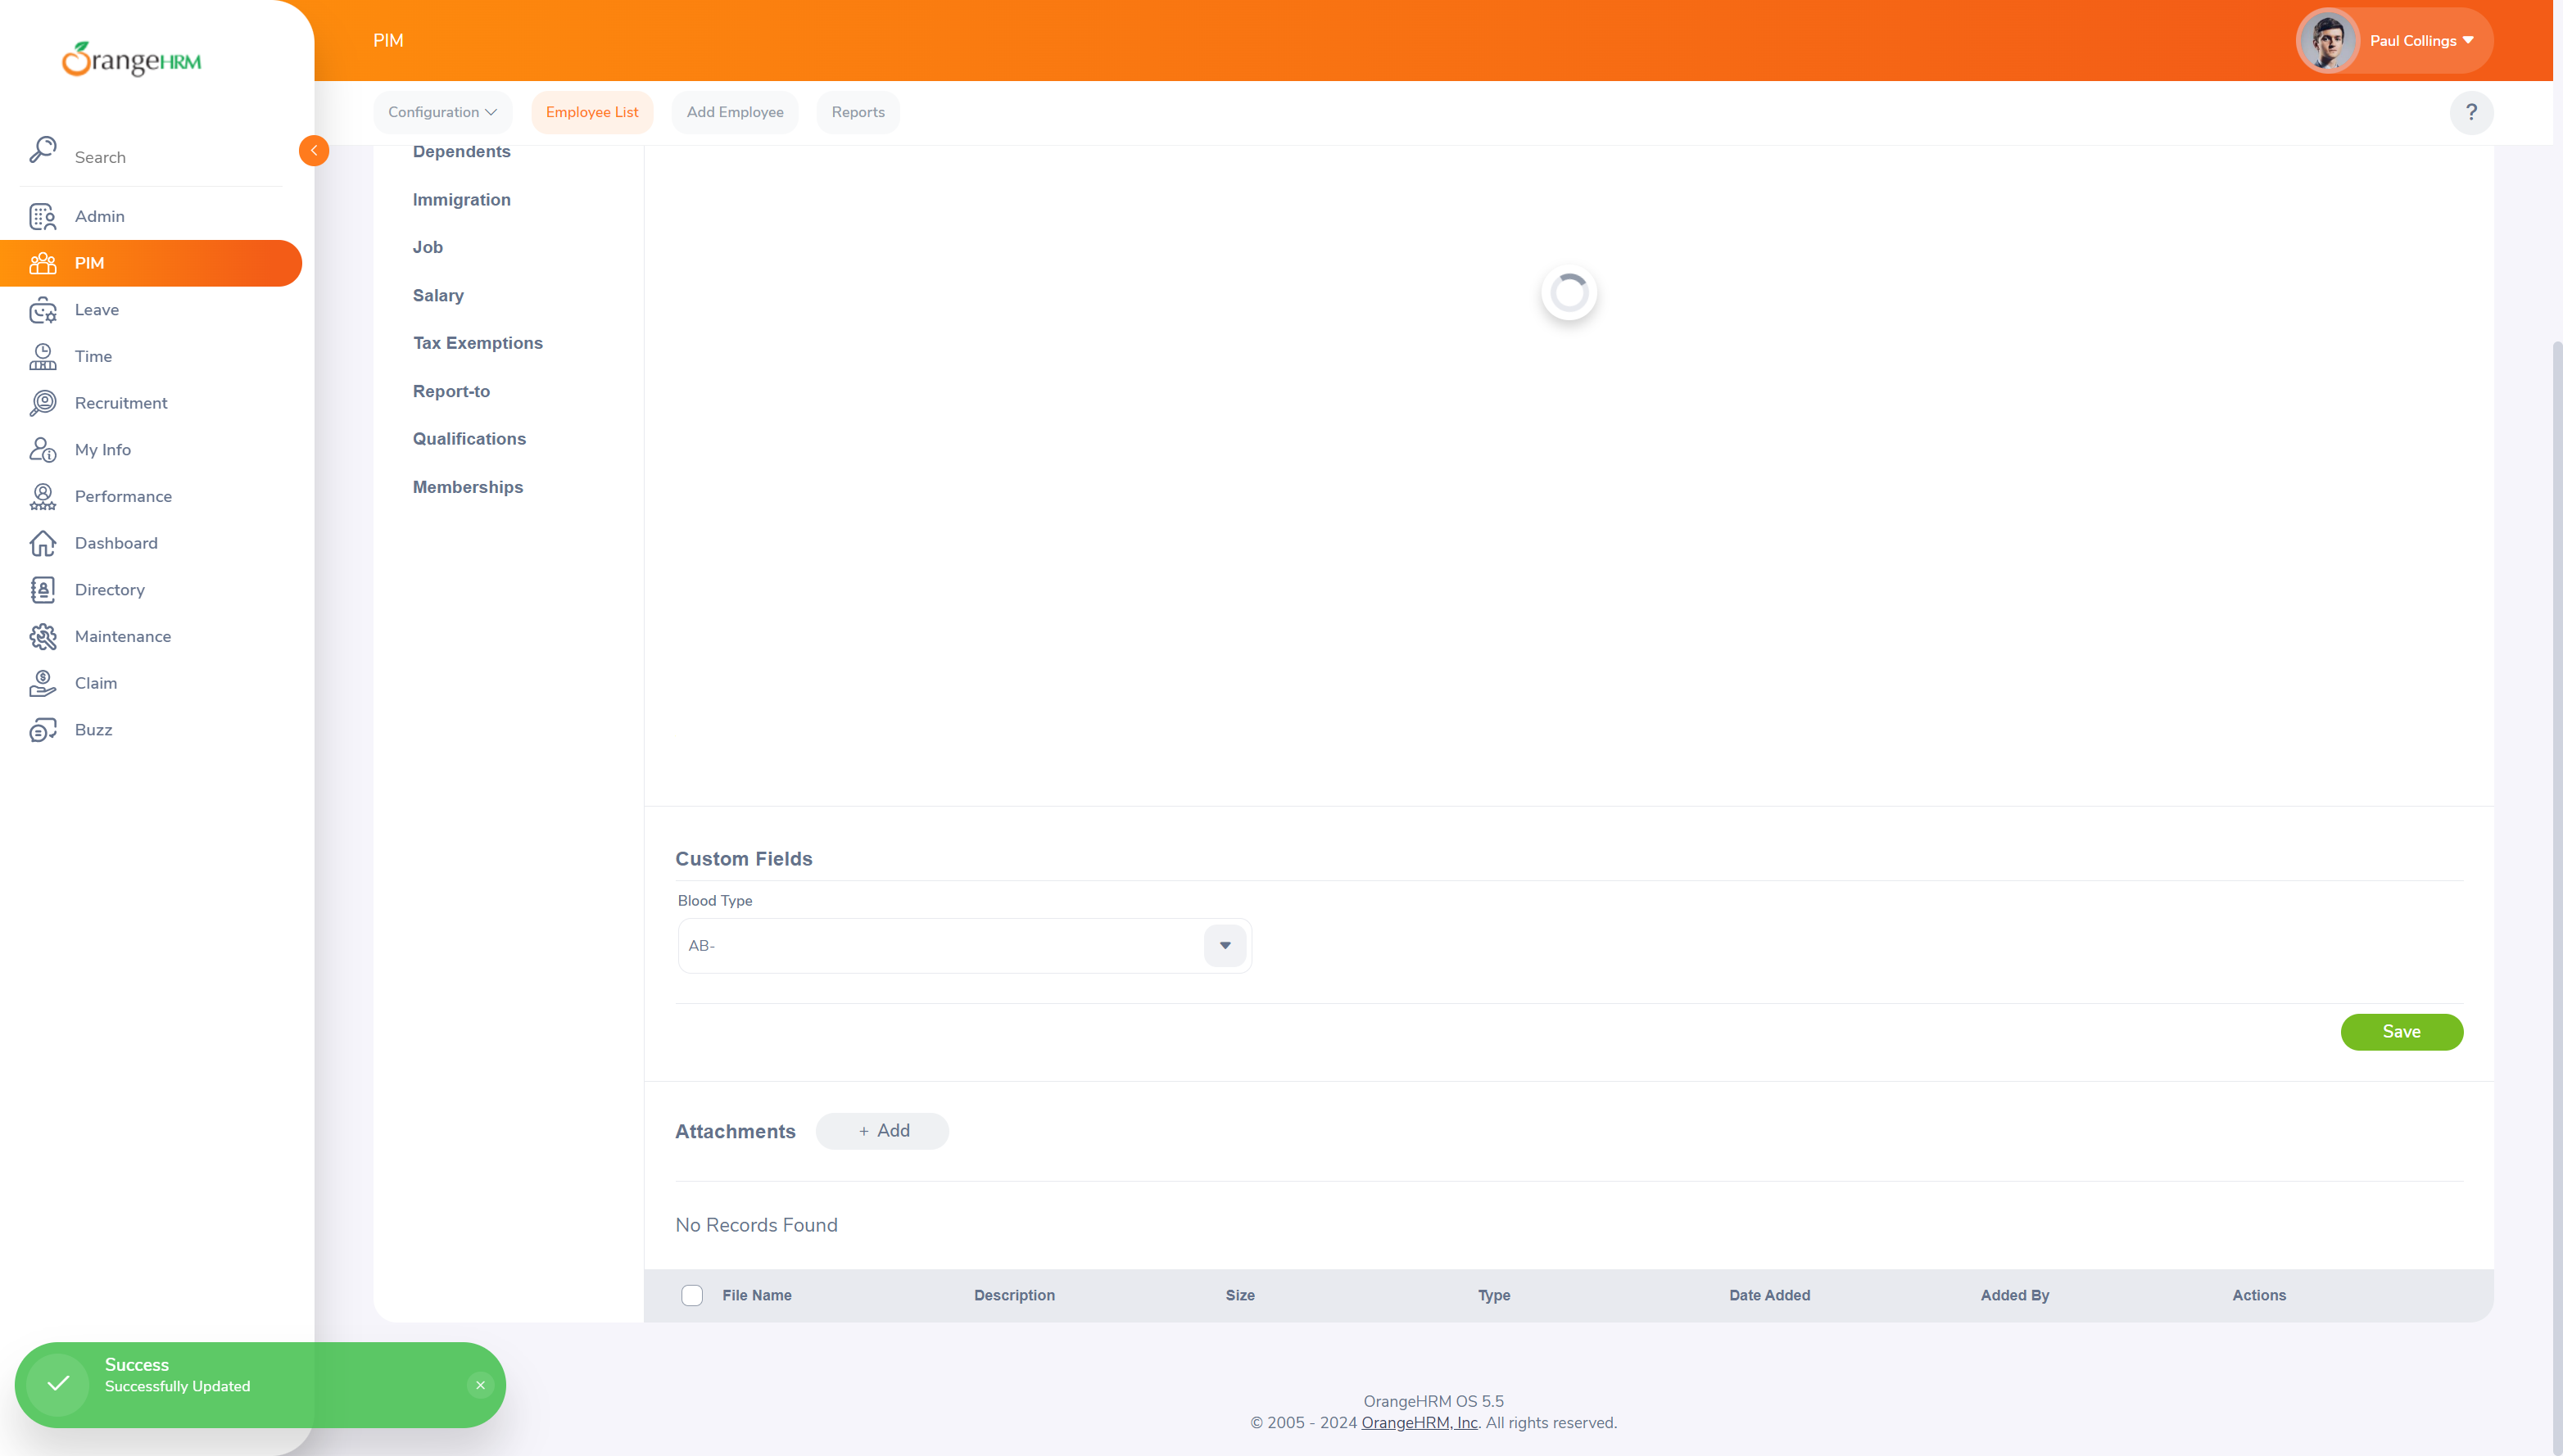 OrangeHRM
Search
Admin
PIM
Leave
Time
Recruitment
My Info
Performance
Dashboard
Directory
Maintenance
Claim
Buzz
PIM
Paul Collings
Configuration
Employee List
Add Employee
Reports
?
Dependents
Immigration
Job
Salary
Tax Exemptions
Report-to
Qualifications
Memberships
Custom Fields
Blood Type
AB-
Save
Attachments
+ Add
No Records Found
File Name Description Size Type Date Added Added By Actions
Success
Successfully Updated
OrangeHRM OS 5.5
© 2005 - 2024 OrangeHRM, Inc. All rights reserved.